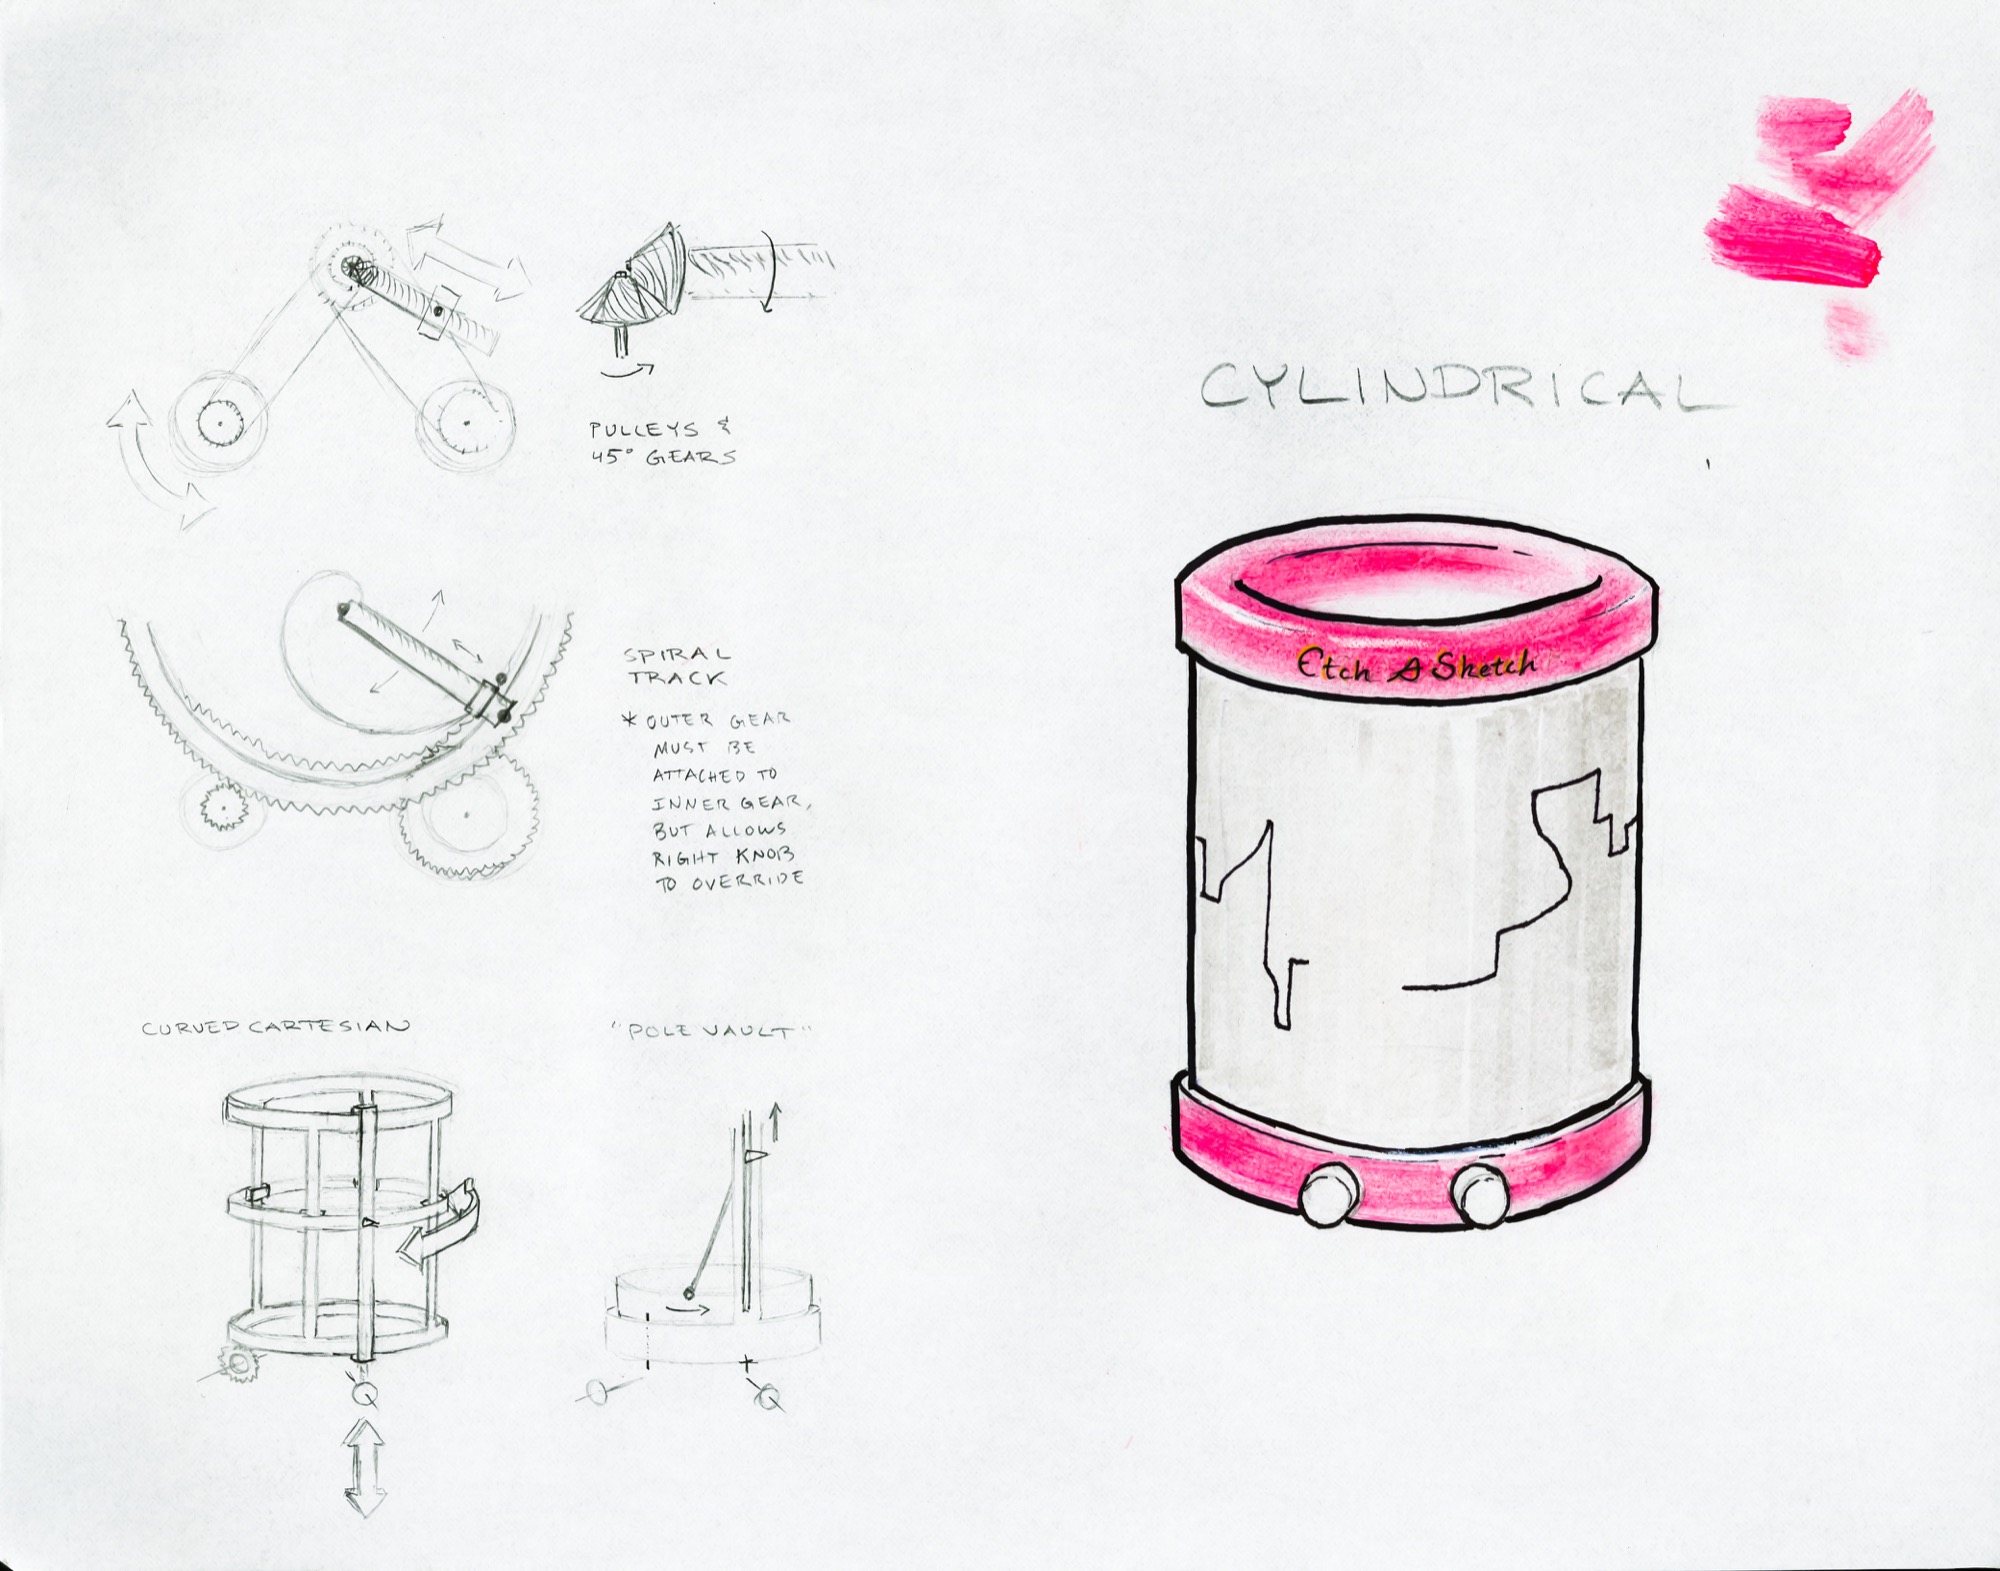 PULLEYS &
45° GEARS
SPIRAL
TRACK
* OUTER GEAR
MUST BE
ATTACHED TO
INNER GEAR,
BUT ALLOWS
RIGHT KNOB
TO OVERRIDE
CURVED CARTESIAN
"POLE VAULT"
CYLINDRICAL
Etch A Sketch